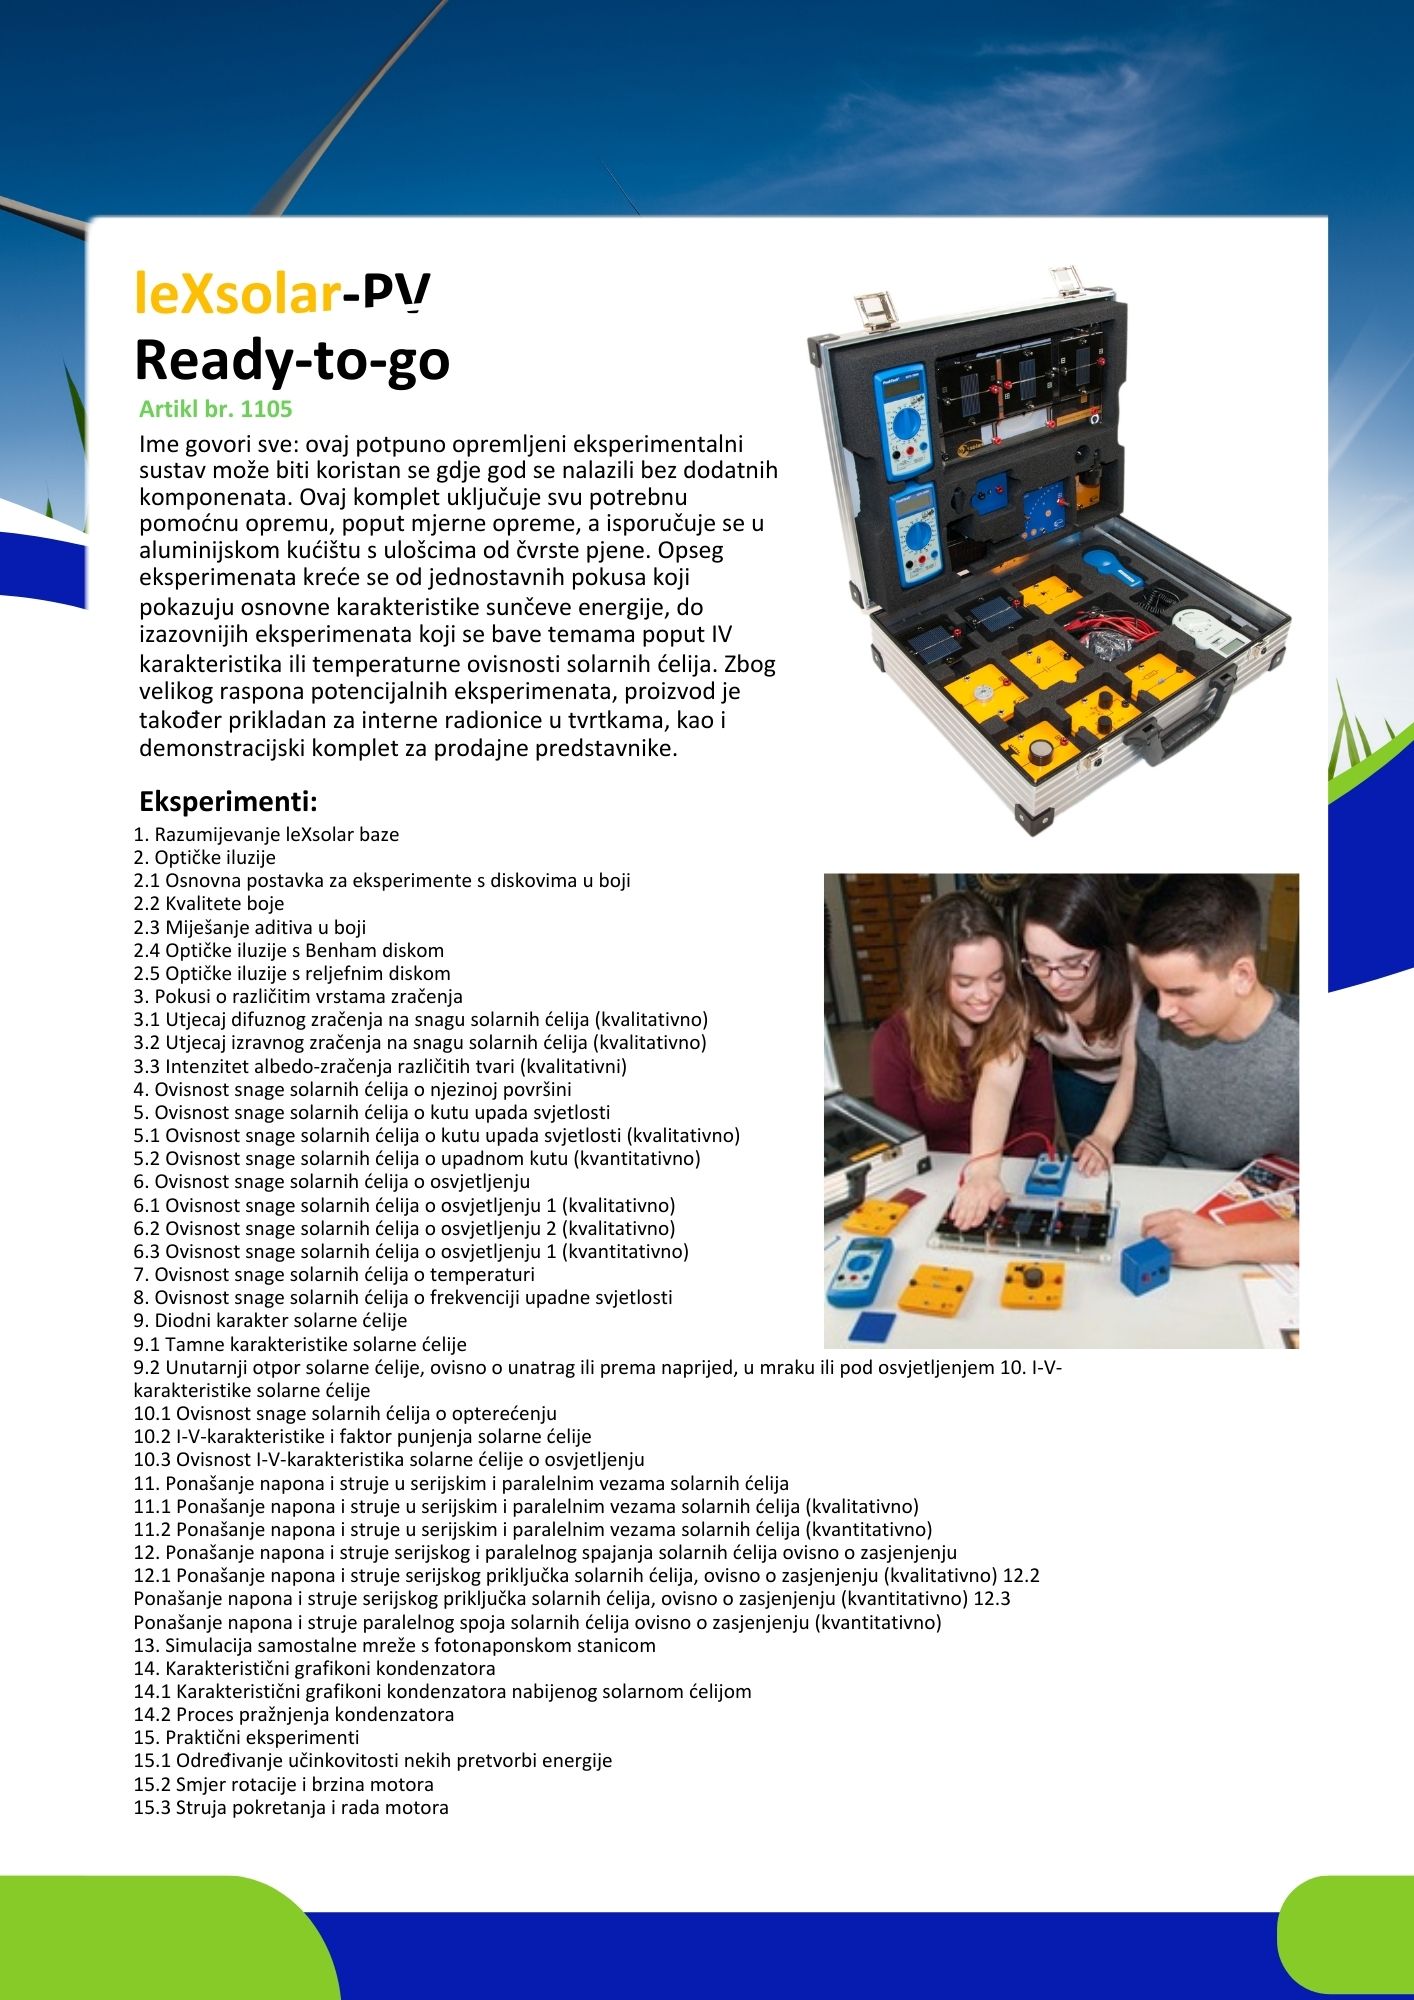 leXsolar-PV
Ready-to-go
Artikl br. 1105
Ime govori sve: ovaj potpuno opremljeni eksperimentalni
sustav može biti koristan se gdje god se nalazili bez dodatnih
komponenata. Ovaj komplet uključuje svu potrebnu
pomoćnu opremu, poput mjerne opreme, a isporučuje se u
aluminijskom kućištu s ulošcima od čvrste pjene. Opseg
eksperimenata kreće se od jednostavnih pokusa koji
pokazuju osnovne karakteristike sunčeve energije, do
izazovnijih eksperimenata koji se bave temama poput IV
karakteristika ili temperaturne ovisnosti solarnih ćelija. Zbog
velikog raspona potencijalnih eksperimenata, proizvod je
također prikladan za interne radionice u tvrtkama, kao i
demonstracijski komplet za prodajne predstavnike.
Eksperimenti:
1. Razumijevanje leXsolar baze
2. Optičke iluzije
2.1 Osnovna postavka za eksperimente s diskovima u boji
2.2 Kvalitete boje
2.3 Miješanje aditiva u boji
2.4 Optičke iluzije s Benham diskom
2.5 Optičke iluzije s reljefnim diskom
3. Pokusi o različitim vrstama zračenja
3.1 Utjecaj difuznog zračenja na snagu solarnih ćelija (kvalitativno)
3.2 Utjecaj izravnog zračenja na snagu solarnih ćelija (kvalitativno)
3.3 Intenzitet albedo-zračenja različitih tvari (kvalitativni)
4. Ovisnost snage solarnih ćelija o njezinoj površini
5. Ovisnost snage solarnih ćelija o kutu upada svjetlosti
5.1 Ovisnost snage solarnih ćelija o kutu upada svjetlosti (kvalitativno)
5.2 Ovisnost snage solarnih ćelija o upadnom kutu (kvantitativno)
6. Ovisnost snage solarnih ćelija o osvjetljenju
6.1 Ovisnost snage solarnih ćelija o osvjetljenju 1 (kvalitativno)
6.2 Ovisnost snage solarnih ćelija o osvjetljenju 2 (kvalitativno)
6.3 Ovisnost snage solarnih ćelija o osvjetljenju 1 (kvantitativno)
7. Ovisnost snage solarnih ćelija o temperaturi
8. Ovisnost snage solarnih ćelija o frekvenciji upadne svjetlosti
9. Diodni karakter solarne ćelije
9.1 Tamne karakteristike solarne ćelije
9.2 Unutarnji otpor solarne ćelije, ovisno o unatrag ili prema naprijed, u mraku ili pod osvjetljenjem 10. I-V-
karakteristike solarne ćelije
10.1 Ovisnost snage solarnih ćelija o opterećenju
10.2 I-V-karakteristike i faktor punjenja solarne ćelije
10.3 Ovisnost I-V-karakteristika solarne ćelije o osvjetljenju
11. Ponašanje napona i struje u serijskim i paralelnim vezama solarnih ćelija
11.1 Ponašanje napona i struje u serijskim i paralelnim vezama solarnih ćelija (kvalitativno)
11.2 Ponašanje napona i struje u serijskim i paralelnim vezama solarnih ćelija (kvantitativno)
12. Ponašanje napona i struje serijskog i paralelnog spajanja solarnih ćelija ovisno o zasjenjenju
12.1 Ponašanje napona i struje serijskog priključka solarnih ćelija, ovisno o zasjenjenju (kvalitativno) 12.2
Ponašanje napona i struje serijskog priključka solarnih ćelija, ovisno o zasjenjenju (kvantitativno) 12.3
Ponašanje napona i struje paralelnog spoja solarnih ćelija ovisno o zasjenjenju (kvantitativno)
13. Simulacija samostalne mreže s fotonaponskom stanicom
14. Karakteristični grafikoni kondenzatora
14.1 Karakteristični grafikoni kondenzatora nabijenog solarnom ćelijom
14.2 Proces pražnjenja kondenzatora
15. Praktični eksperimenti
15.1 Određivanje učinkovitosti nekih pretvorbi energije
15.2 Smjer rotacije i brzina motora
15.3 Struja pokretanja i rada motora